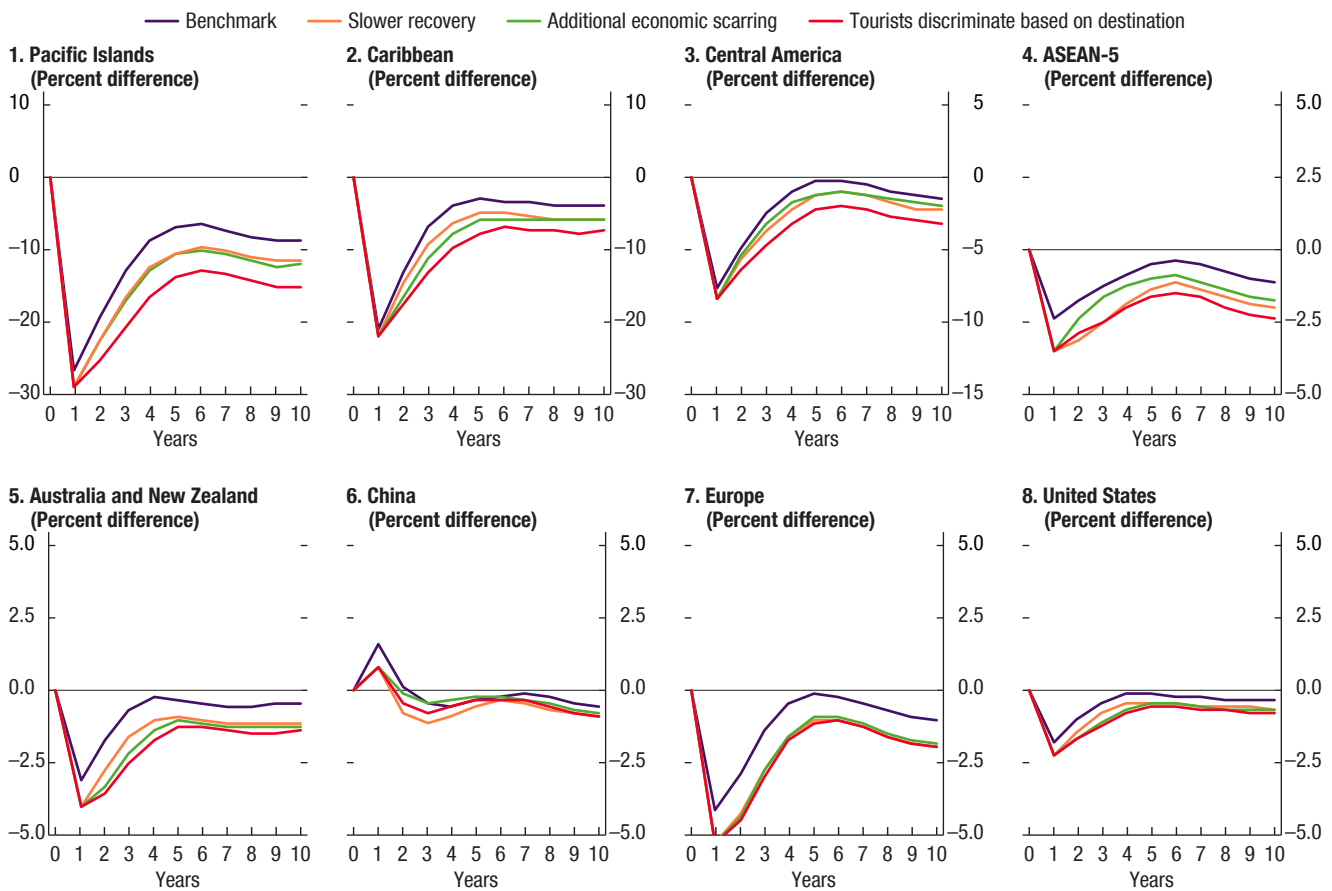 Benchmark Slower recovery Additional economic scarring Tourists discriminate based on destination
1. Pacific Islands
(Percent difference)
10
0
–10
–20
–30
0 1 2 3 4 5 6 7 8 9 10
Years
2. Caribbean
(Percent difference)
10
0
–10
–20
–30
0 1 2 3 4 5 6 7 8 9 10
Years
3. Central America
(Percent difference)
5
0
–5
–10
–15
0 1 2 3 4 5 6 7 8 9 10
Years
4. ASEAN-5
(Percent difference)
5.0
2.5
0.0
–2.5
–5.0
0 1 2 3 4 5 6 7 8 9 10
Years
5. Australia and New Zealand
(Percent difference)
5.0
2.5
0.0
–2.5
–5.0
0 1 2 3 4 5 6 7 8 9 10
Years
6. China
(Percent difference)
5.0
2.5
0.0
–2.5
–5.0
0 1 2 3 4 5 6 7 8 9 10
Years
7. Europe
(Percent difference)
5.0
2.5
0.0
–2.5
–5.0
0 1 2 3 4 5 6 7 8 9 10
Years
8. United States
(Percent difference)
5.0
2.5
0.0
–2.5
–5.0
0 1 2 3 4 5 6 7 8 9 10
Years